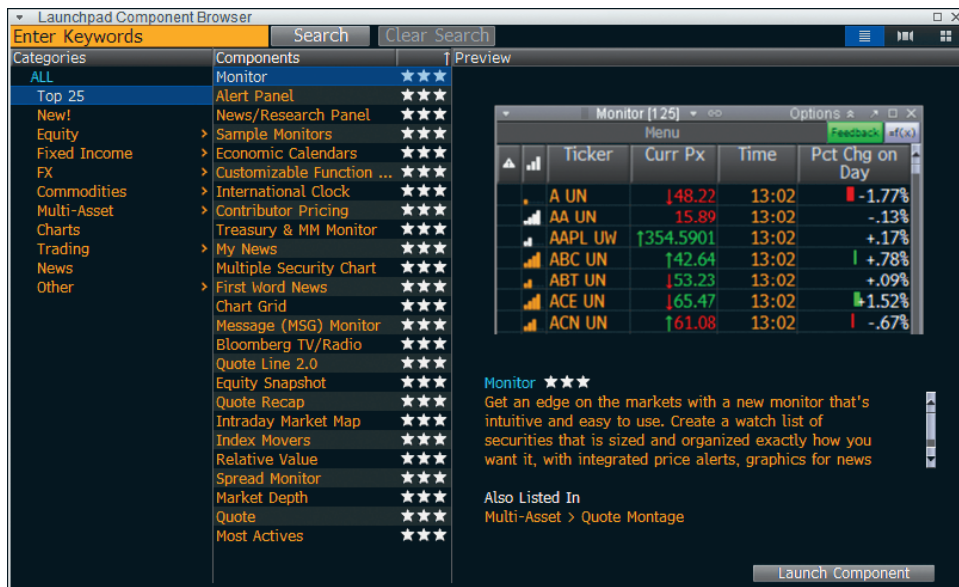 Launchpad Component Browser
Enter Keywords Search Clear Search
Categories Components Preview
ALL
Top 25
New!
Equity >
Fixed Income >
FX >
Commodities >
Multi-Asset >
Charts
Trading >
News
Other >
Monitor ★★★
Alert Panel ★★★
News/Research Panel ★★★
Sample Monitors ★★★
Economic Calendars ★★★
Customizable Function ... ★★★
International Clock ★★★
Contributor Pricing ★★★
Treasury & MM Monitor ★★★
My News ★★★
Multiple Security Chart ★★★
First Word News ★★★
Chart Grid ★★★
Message (MSG) Monitor ★★★
Bloomberg TV/Radio ★★★
Quote Line 2.0 ★★★
Equity Snapshot ★★★
Quote Recap ★★★
Intraday Market Map ★★★
Index Movers ★★★
Relative Value ★★★
Spread Monitor ★★★
Market Depth ★★★
Quote ★★★
Most Actives ★★★
Monitor [125] Options
Menu Feedback =f(x)
Ticker Curr Px Time Pct Chg on
Day
A UN ↓48.22 13:02 -1.77%
AA UN 15.89 13:02 -.13%
AAPL UW ↑354.5901 13:02 +.17%
ABC UN ↑42.64 13:02 +.78%
ABT UN ↓53.23 13:02 +.09%
ACE UN ↓65.47 13:02 +1.52%
ACN UN ↑61.08 13:02 -.67%
Monitor ★★★
Get an edge on the markets with a new monitor that's
intuitive and easy to use. Create a watch list of
securities that is sized and organized exactly how you
want it, with integrated price alerts, graphics for news
Also Listed In
Multi-Asset > Quote Montage
Launch Component